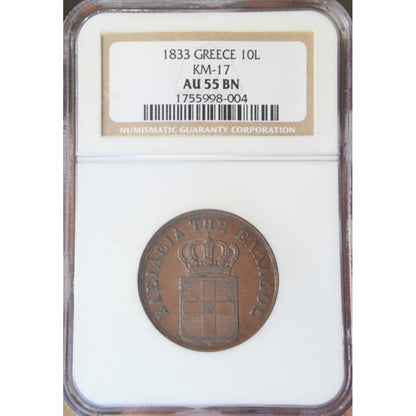 1833 GREECE 10L
KM-17
AU 55 BN
1755998-004
NUMISMATIC GUARANTY CORPORATION
ΒΑΣΙΛΕΙΑ ΤΗΣ ΕΛΛΑΔΟΣ